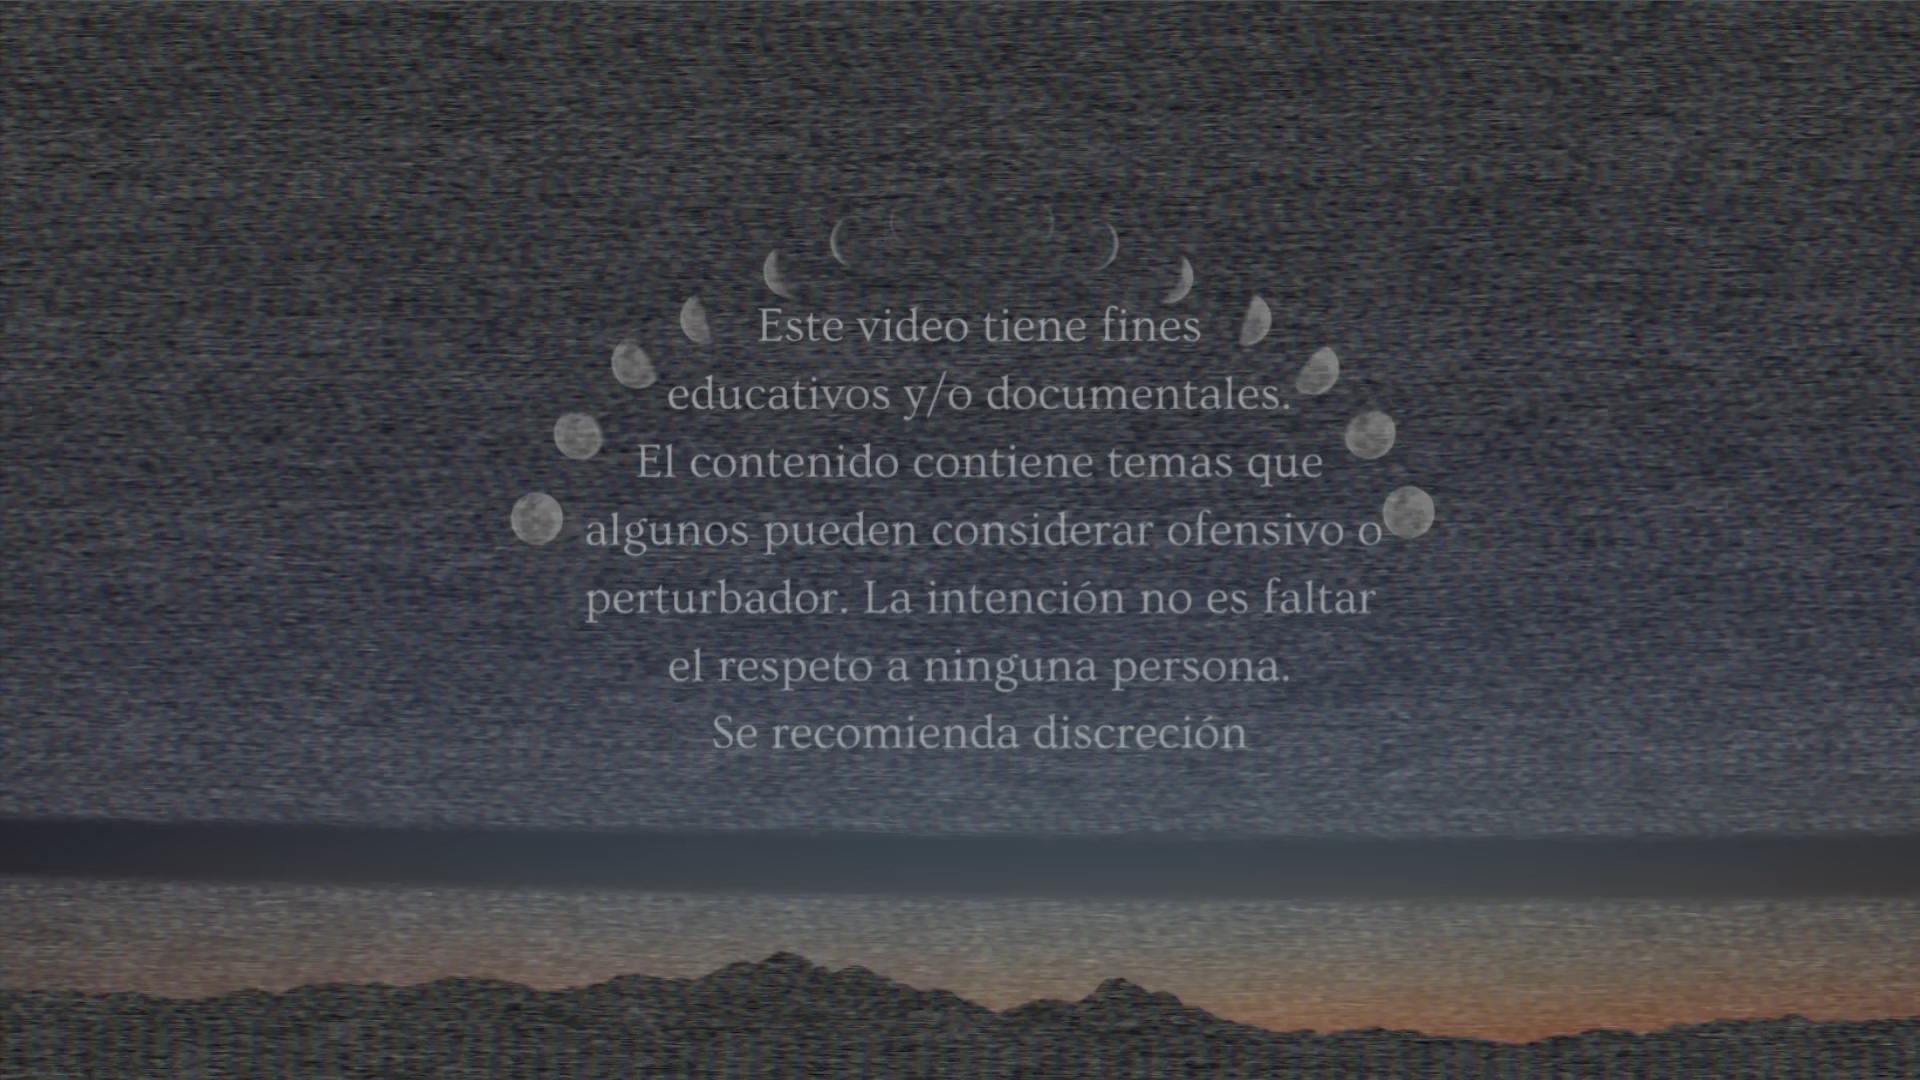 Este video tiene fines
educativos y/o documentales.
El contenido contiene temas que
algunos pueden considerar ofensivo o
perturbador. La intención no es faltar
el respeto a ninguna persona.
Se recomienda discreción